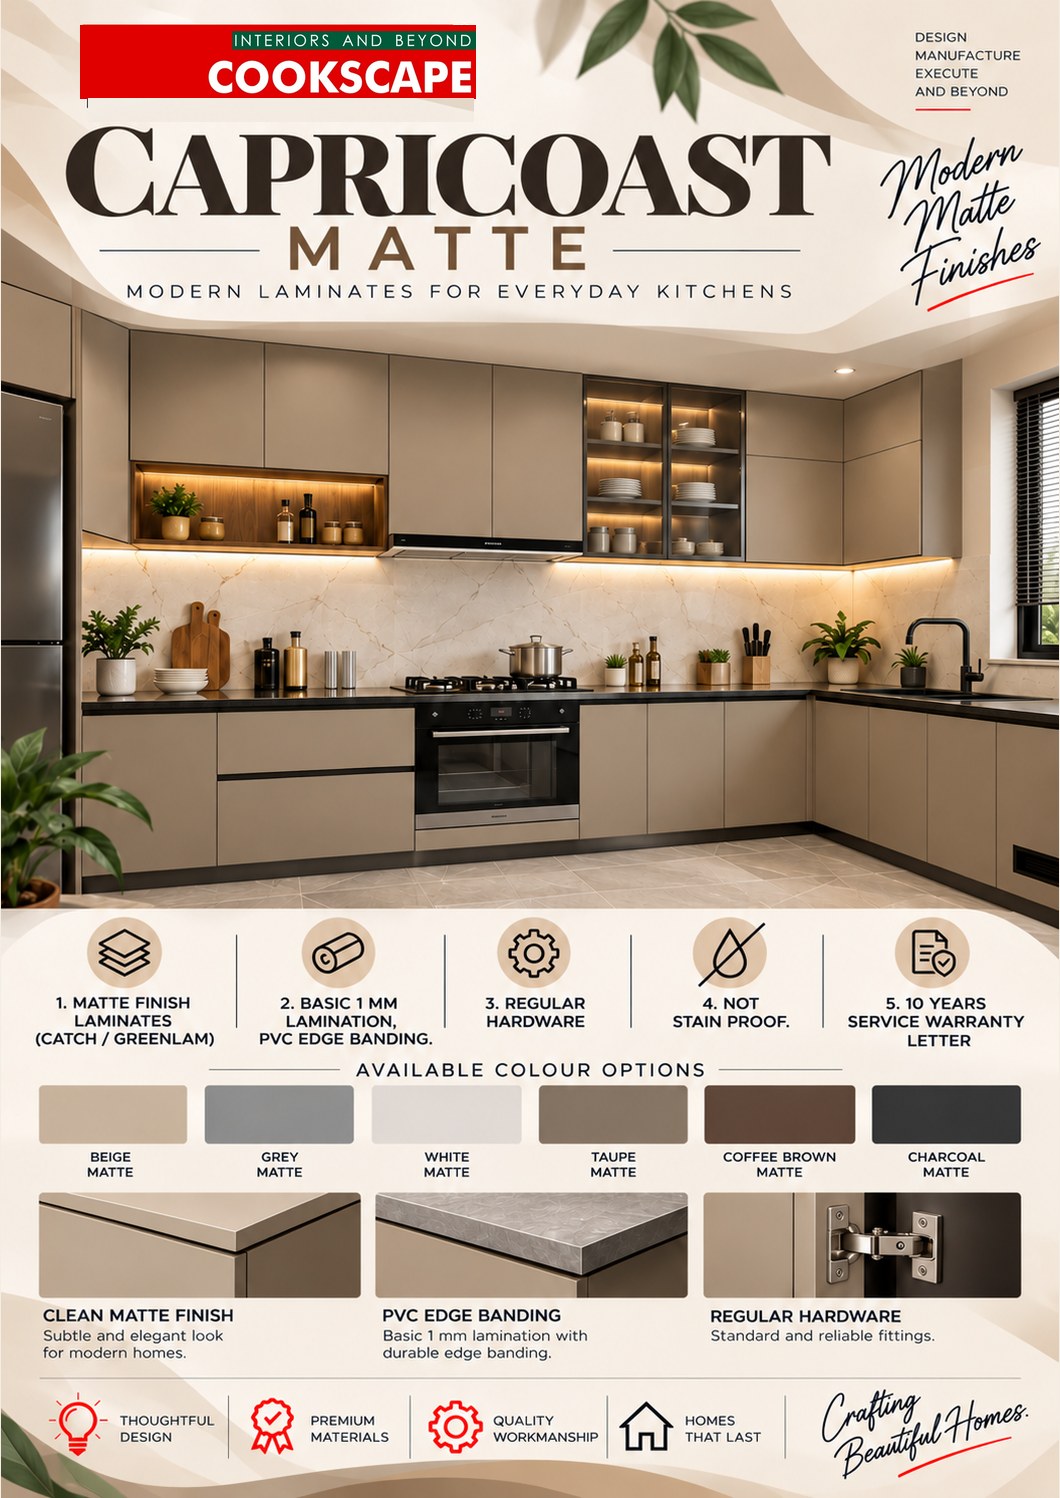 INTERIORS AND BEYOND
COOKSCAPE
DESIGN
MANUFACTURE
EXECUTE
AND BEYOND
CAPRICOAST
MATTE
MODERN LAMINATES FOR EVERYDAY KITCHENS
Modern
Matte
Finishes
1. MATTE FINISH
LAMINATES
(CATCH / GREENLAM)
2. BASIC 1 MM
LAMINATION,
PVC EDGE BANDING.
3. REGULAR
HARDWARE
4. NOT
STAIN PROOF.
5. 10 YEARS
SERVICE WARRANTY
LETTER
AVAILABLE COLOUR OPTIONS
BEIGE
MATTE
GREY
MATTE
WHITE
MATTE
TAUPE
MATTE
COFFEE BROWN
MATTE
CHARCOAL
MATTE
CLEAN MATTE FINISH
Subtle and elegant look
for modern homes.
PVC EDGE BANDING
Basic 1 mm lamination with
durable edge banding.
REGULAR HARDWARE
Standard and reliable fittings.
THOUGHTFUL
DESIGN
PREMIUM
MATERIALS
QUALITY
WORKMANSHIP
HOMES
THAT LAST
Crafting
Beautiful Homes.